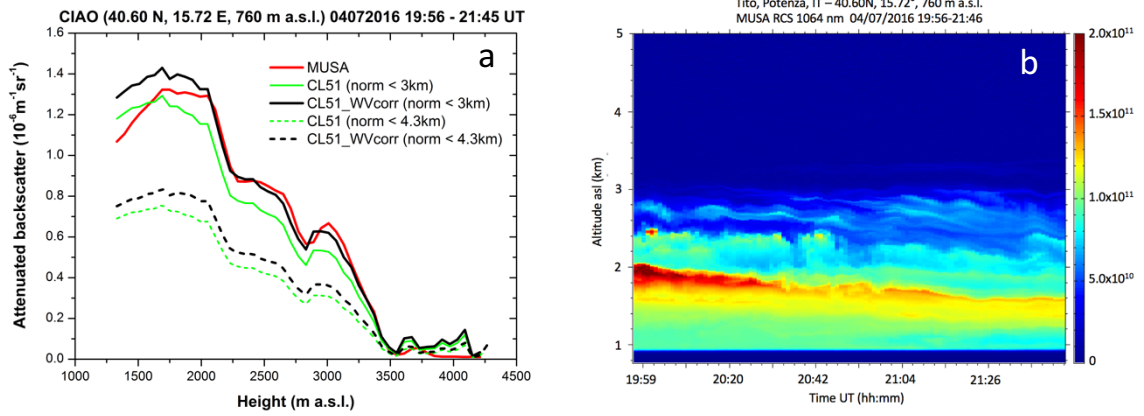 CIAO (40.60 N, 15.72 E, 760 m a.s.l.) 04072016 19:56 - 21:45 UT
a
MUSA
CL51 (norm < 3km)
CL51_WVcorr (norm < 3km)
CL51 (norm < 4.3km)
CL51_WVcorr (norm < 4.3km)
Attenuated backscatter (10⁻⁶m⁻¹sr⁻¹)
1.6
1.4
1.2
1.0
0.8
0.6
0.4
0.2
0.0
1000 1500 2000 2500 3000 3500 4000 4500
Height (m a.s.l.)
Tito, Potenza, IT – 40.60N, 15.72°, 760 m a.s.l.
MUSA RCS 1064 nm 04/07/2016 19:56-21:46
b
Altitude asl (km)
5
4
3
2
1
19:59 20:20 20:42 21:04 21:26
Time UT (hh:mm)
2.0x10¹¹
1.5x10¹¹
1.0x10¹¹
5.0x10¹⁰
0